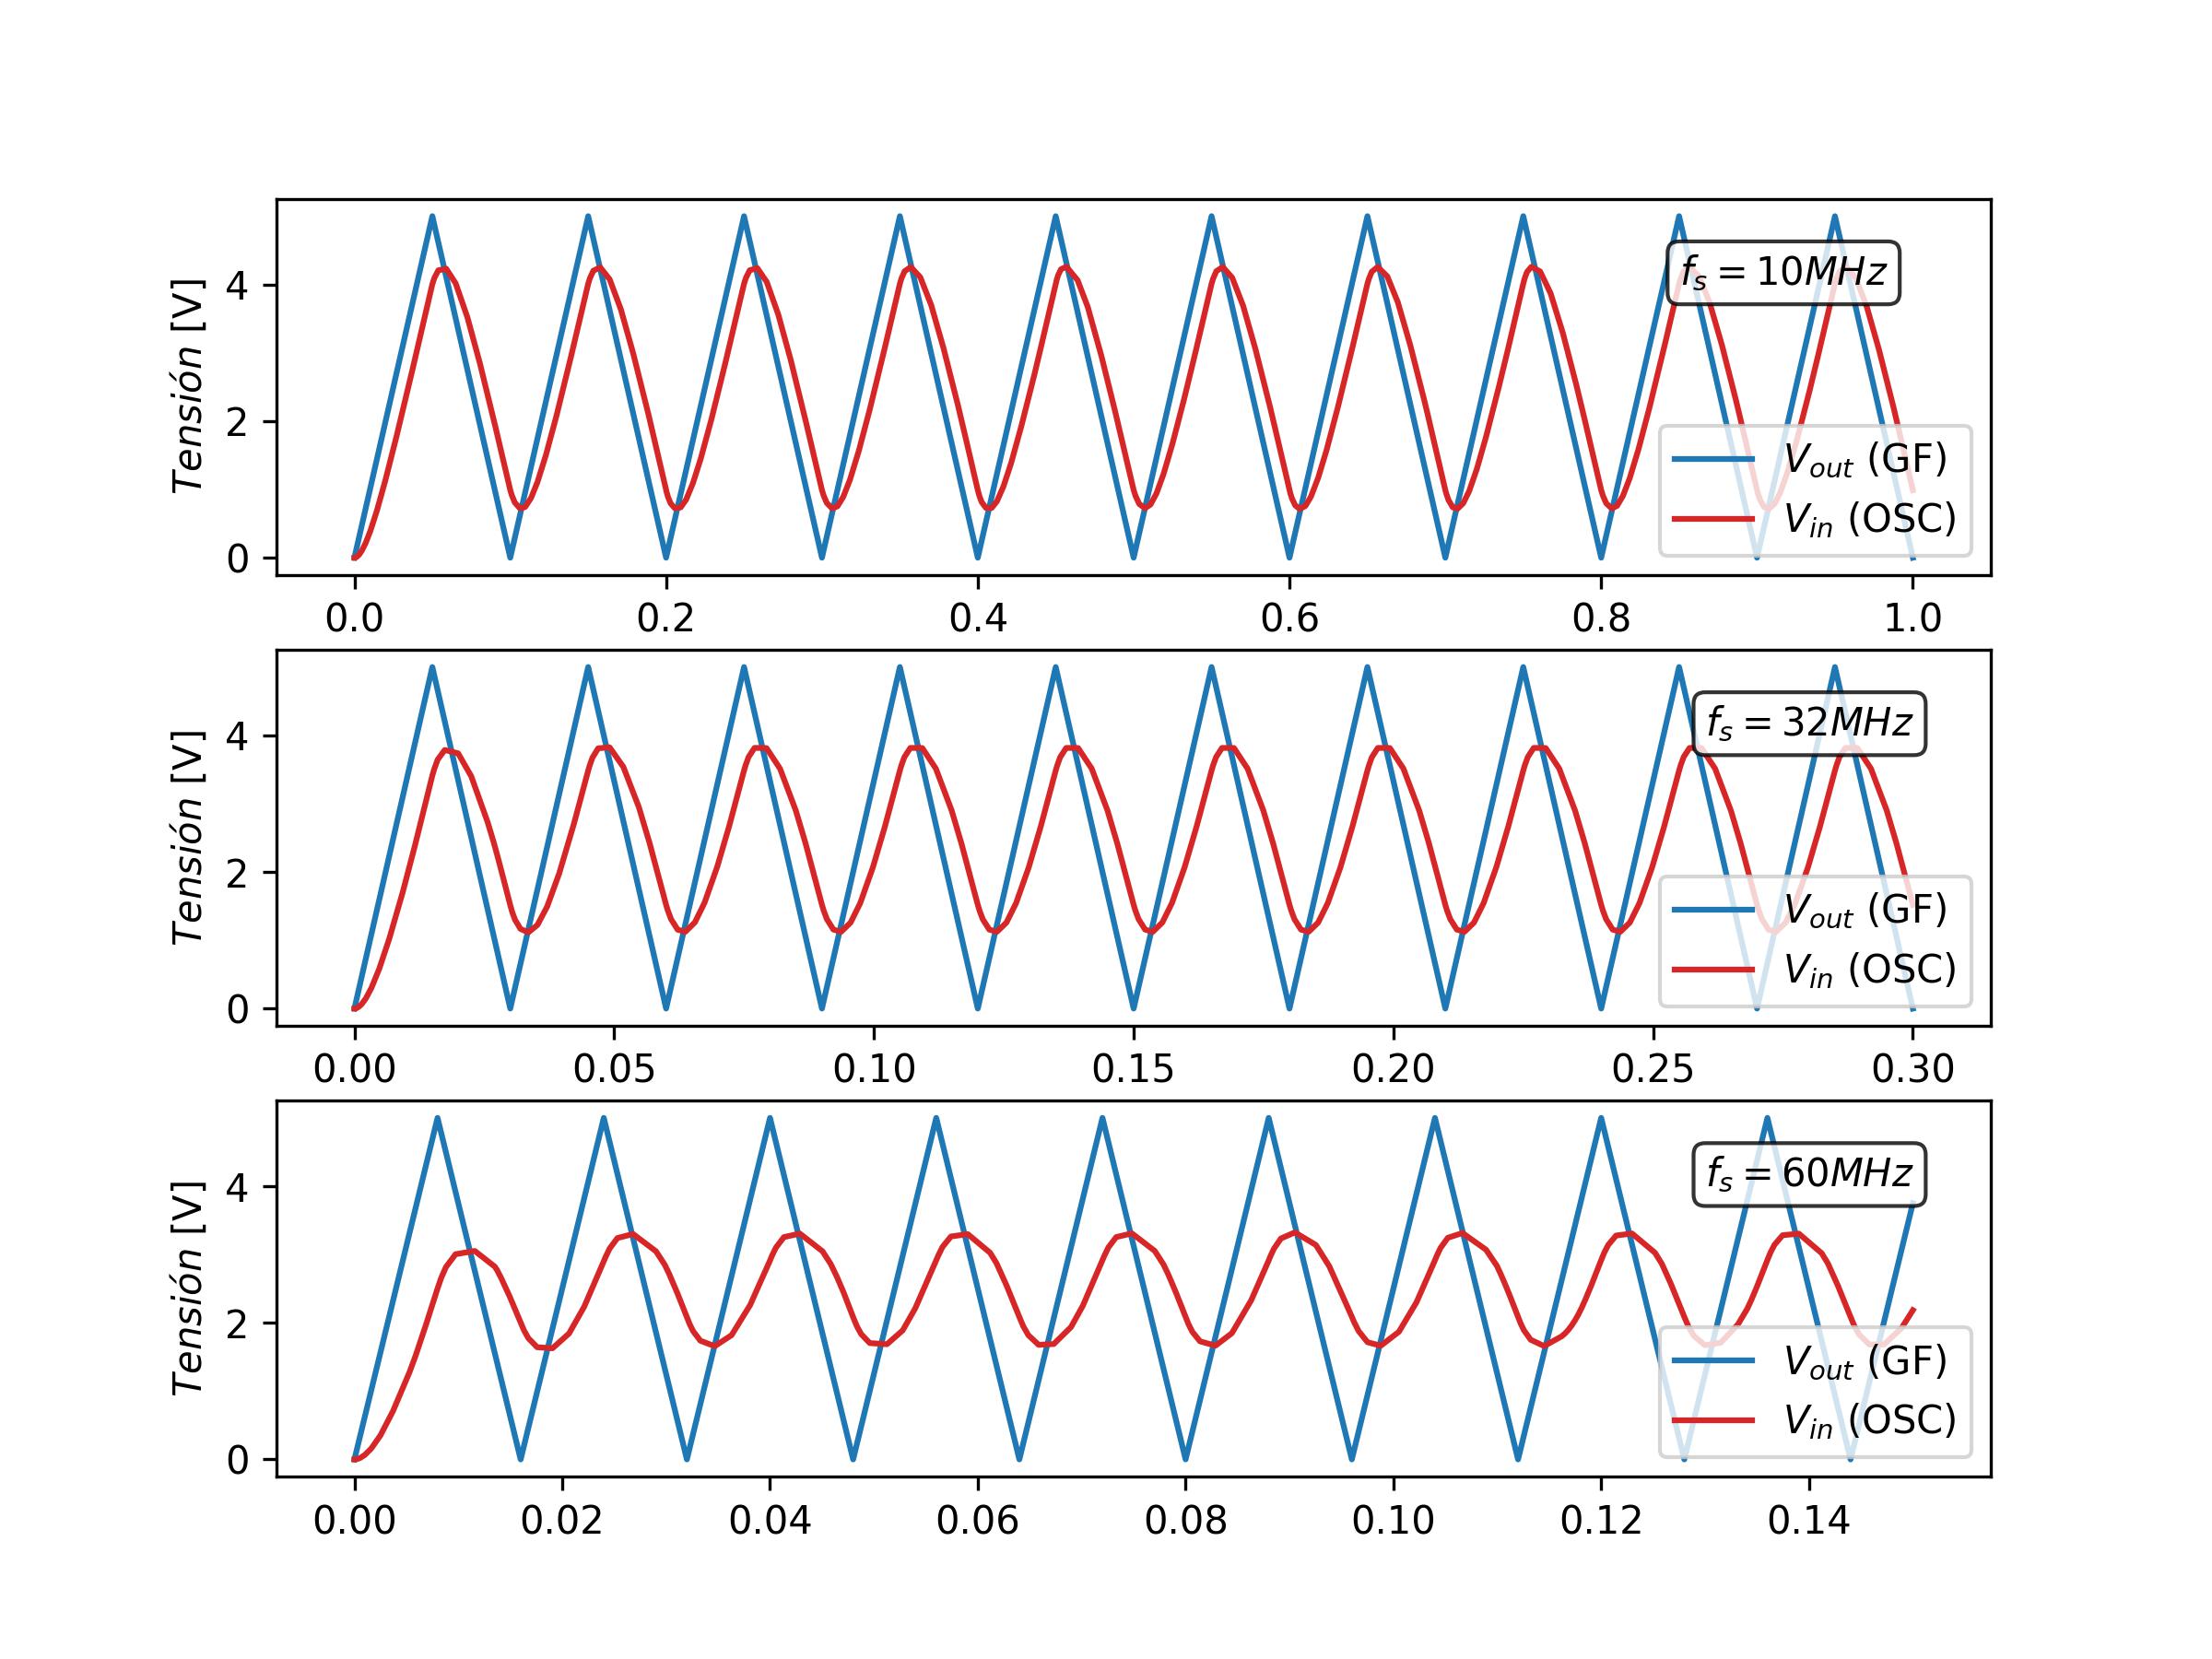 Tensión [V]
4
2
0
f_s = 10MHz
V_out (GF)
V_in (OSC)
0.0 0.2 0.4 0.6 0.8 1.0
Tensión [V]
4
2
0
f_s = 32MHz
V_out (GF)
V_in (OSC)
0.00 0.05 0.10 0.15 0.20 0.25 0.30
Tensión [V]
4
2
0
f_s = 60MHz
V_out (GF)
V_in (OSC)
0.00 0.02 0.04 0.06 0.08 0.10 0.12 0.14